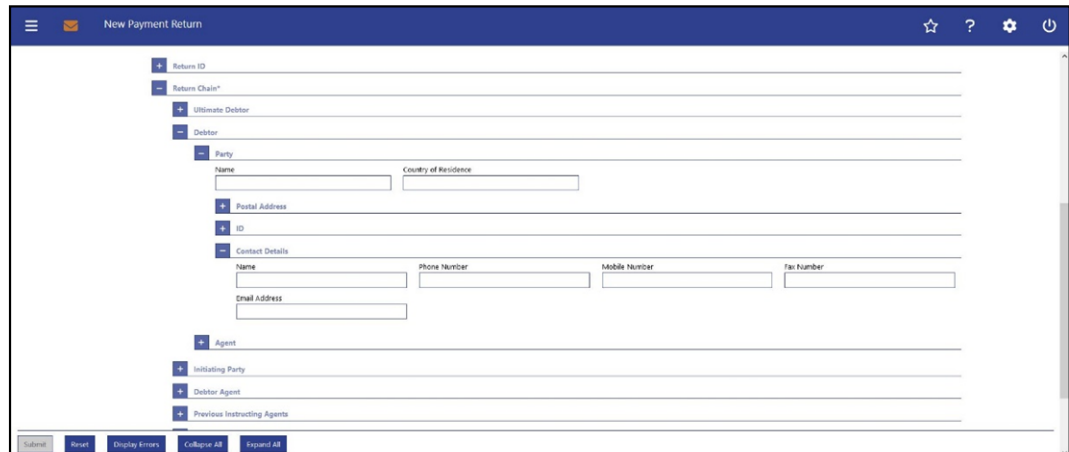 New Payment Return
?
+ Return ID
− Return Chain*
+ Ultimate Debtor
− Debtor
− Party
Name Country of Residence
+ Postal Address
+ ID
− Contact Details
Name Phone Number Mobile Number Fax Number
Email Address
+ Agent
+ Initiating Party
+ Debtor Agent
+ Previous Instructing Agents
Submit Reset Display Errors Collapse All Expand All